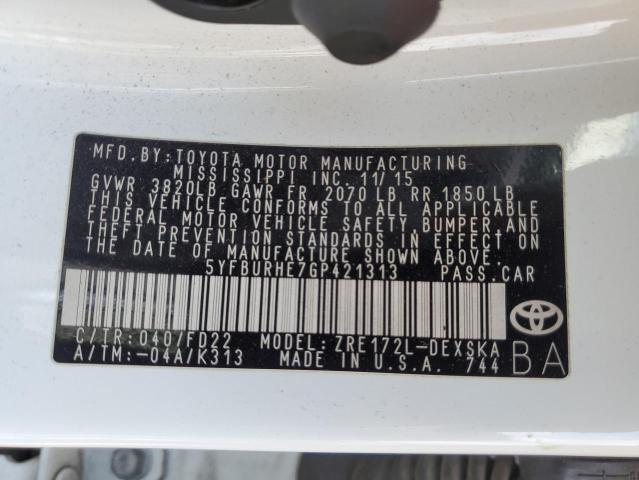 MFD. BY: TOYOTA MOTOR MANUFACTURING
MISSISSIPPI INC. 11/15
GVWR 3820LB GAWR FR 2070 LB RR 1850 LB
THIS VEHICLE CONFORMS TO ALL APPLICABLE
FEDERAL MOTOR VEHICLE SAFETY, BUMPER, AND
THEFT PREVENTION STANDARDS IN EFFECT ON
THE DATE OF MANUFACTURE SHOWN ABOVE.
5YFBURHE7GP421313 PASS. CAR
C/TR: 040/FD22 MODEL: ZRE172L-DEXSKA
A/TM: -04A/K313 MADE IN U.S.A. 744
BA